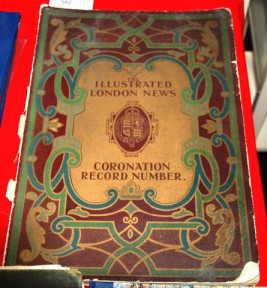 THE
ILLUSTRATED
LONDON NEWS
CORONATION
RECORD NUMBER.